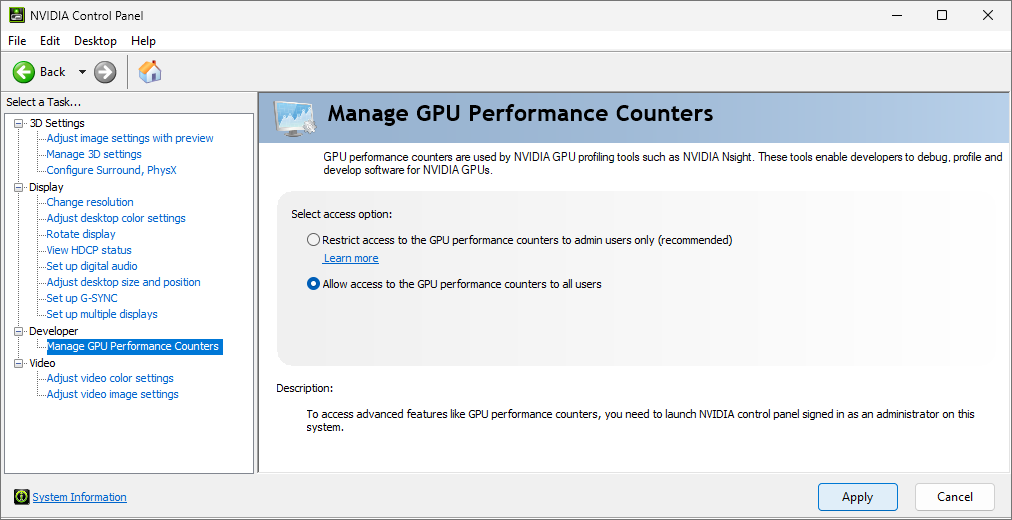 NVIDIA Control Panel
File Edit Desktop Help
Back
Select a Task...
3D Settings
Adjust image settings with preview
Manage 3D settings
Configure Surround, PhysX
Display
Change resolution
Adjust desktop color settings
Rotate display
View HDCP status
Set up digital audio
Adjust desktop size and position
Set up G-SYNC
Set up multiple displays
Developer
Manage GPU Performance Counters
Video
Adjust video color settings
Adjust video image settings
Manage GPU Performance Counters
GPU performance counters are used by NVIDIA GPU profiling tools such as NVIDIA Nsight. These tools enable developers to debug, profile and
develop software for NVIDIA GPUs.
Select access option:
Restrict access to the GPU performance counters to admin users only (recommended)
Learn more
Allow access to the GPU performance counters to all users
Description:
To access advanced features like GPU performance counters, you need to launch NVIDIA control panel signed in as an administrator on this
system.
System Information
Apply
Cancel